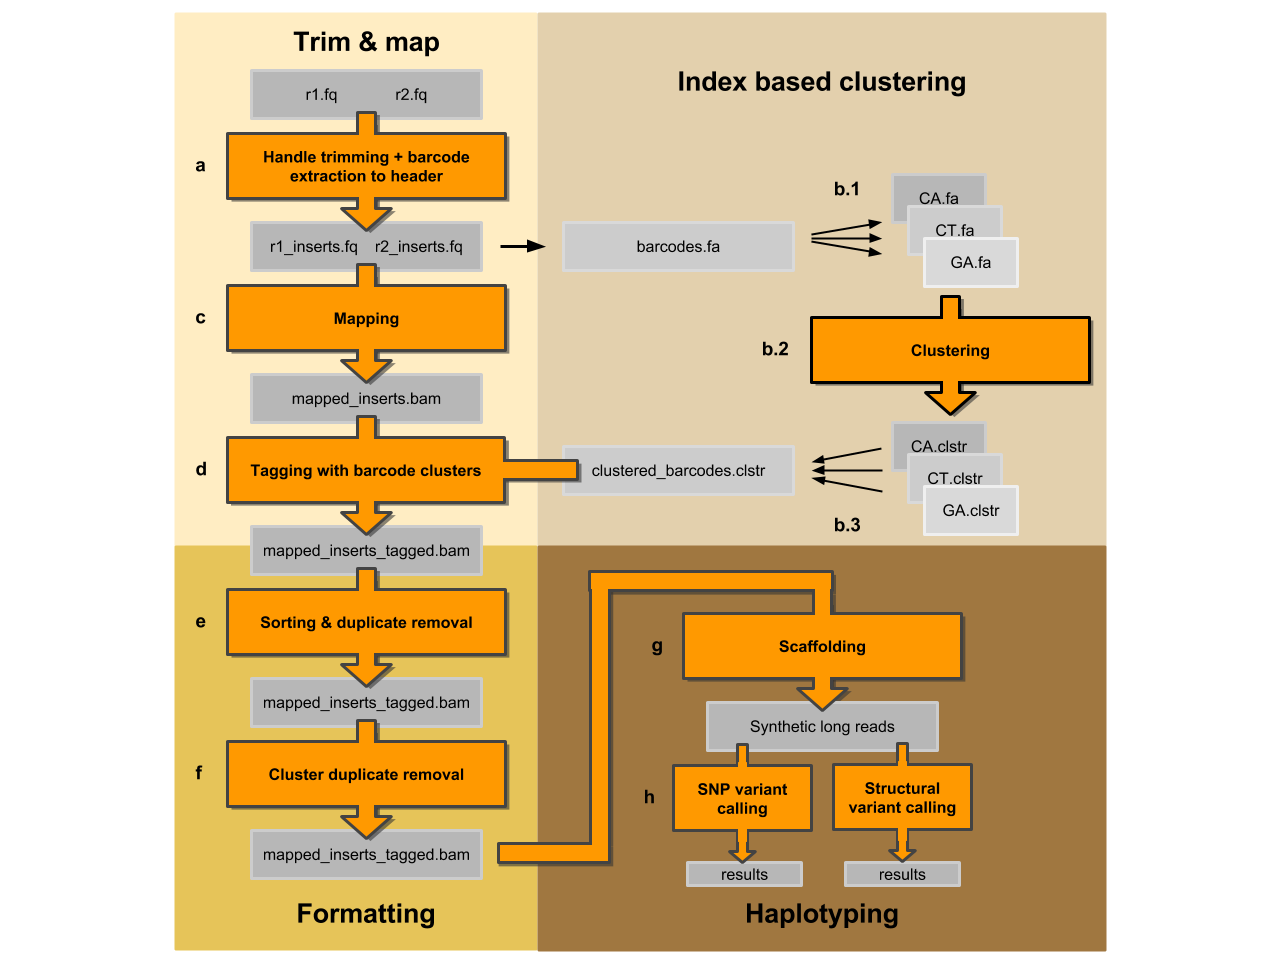 Trim & map
r1.fq r2.fq
a
Handle trimming + barcode
extraction to header
r1_inserts.fq r2_inserts.fq
c
Mapping
mapped_inserts.bam
d
Tagging with barcode clusters
mapped_inserts_tagged.bam
Index based clustering
barcodes.fa
b.1
CA.fa
CT.fa
GA.fa
b.2
Clustering
CA.clstr
CT.clstr
GA.clstr
b.3
clustered_barcodes.clstr
e
Sorting & duplicate removal
mapped_inserts_tagged.bam
f
Cluster duplicate removal
mapped_inserts_tagged.bam
Formatting
g
Scaffolding
Synthetic long reads
h
SNP variant
calling
Structural
variant calling
results
results
Haplotyping